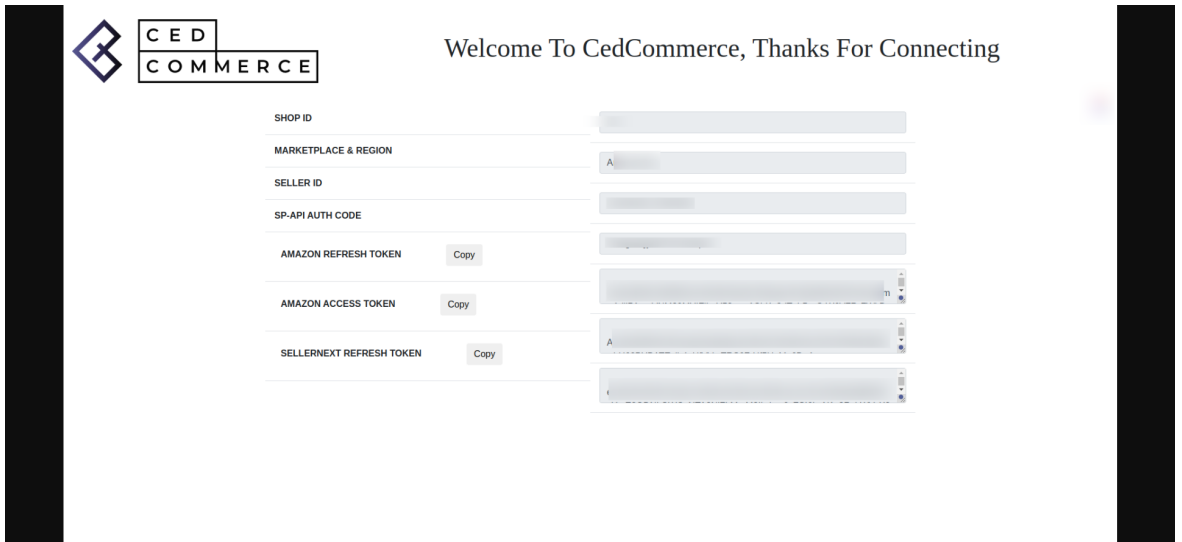 CED
COMMERCE
Welcome To CedCommerce, Thanks For Connecting
SHOP ID
MARKETPLACE & REGION
A
SELLER ID
SP-API AUTH CODE
AMAZON REFRESH TOKEN
Copy
m
AMAZON ACCESS TOKEN
Copy
A
SELLERNEXT REFRESH TOKEN
Copy